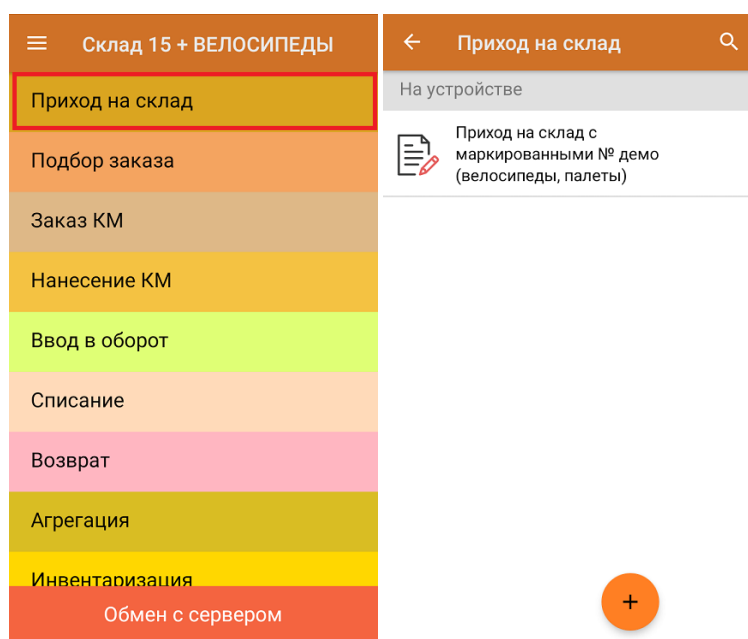 Склад 15 + ВЕЛОСИПЕДЫ
Приход на склад
Подбор заказа
Заказ КМ
Нанесение КМ
Ввод в оборот
Списание
Возврат
Агрегация
Инвентаризация
Обмен с сервером
Приход на склад
На устройстве
Приход на склад с
маркированными № демо
(велосипеды, палеты)